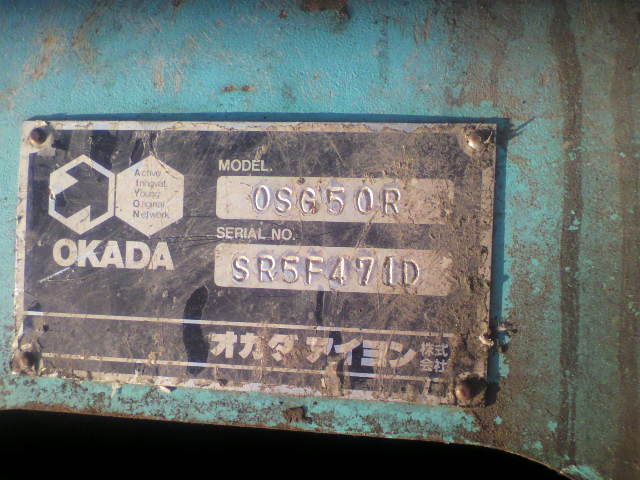 Active
Innovat.
Young
Original
Network
OKADA
MODEL.
OSG50R
SERIAL NO.
SR5F471D
オカダ アイヨン 株式会社